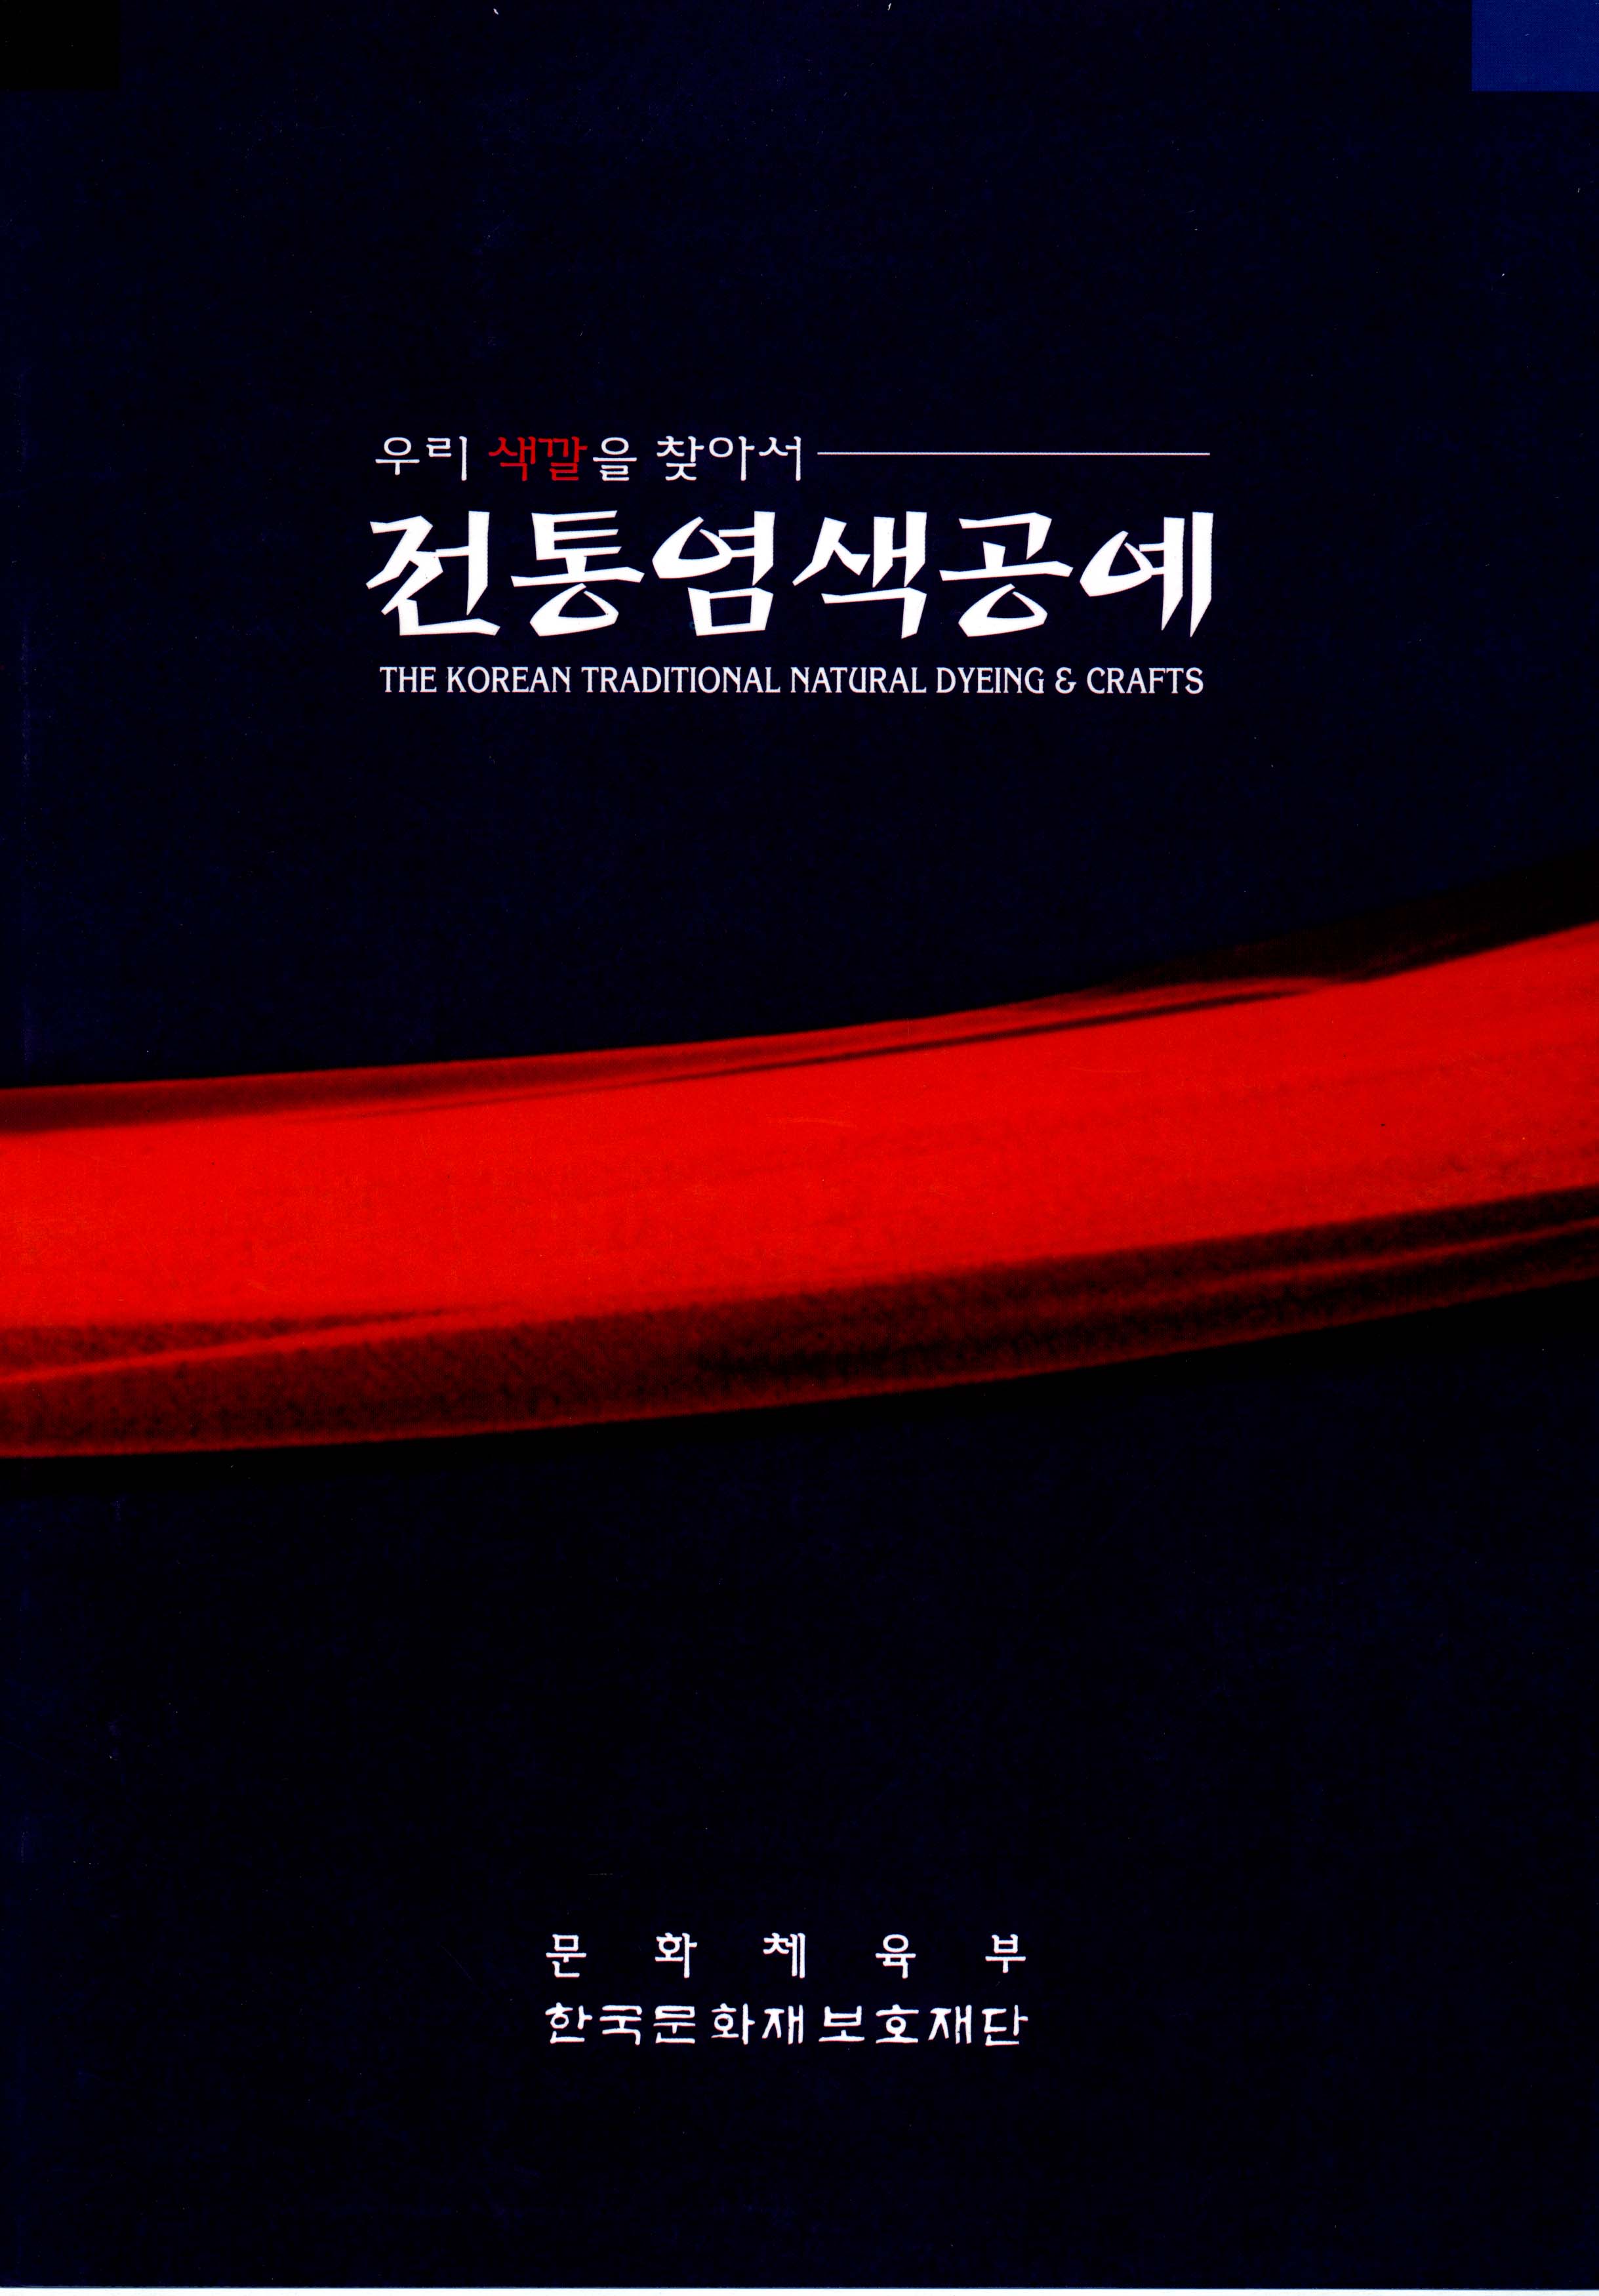 우리 색깔을 찾아서
전통염색공예
THE KOREAN TRADITIONAL NATURAL DYEING & CRAFTS
문 화 체 육 부
한국문화재보호재단